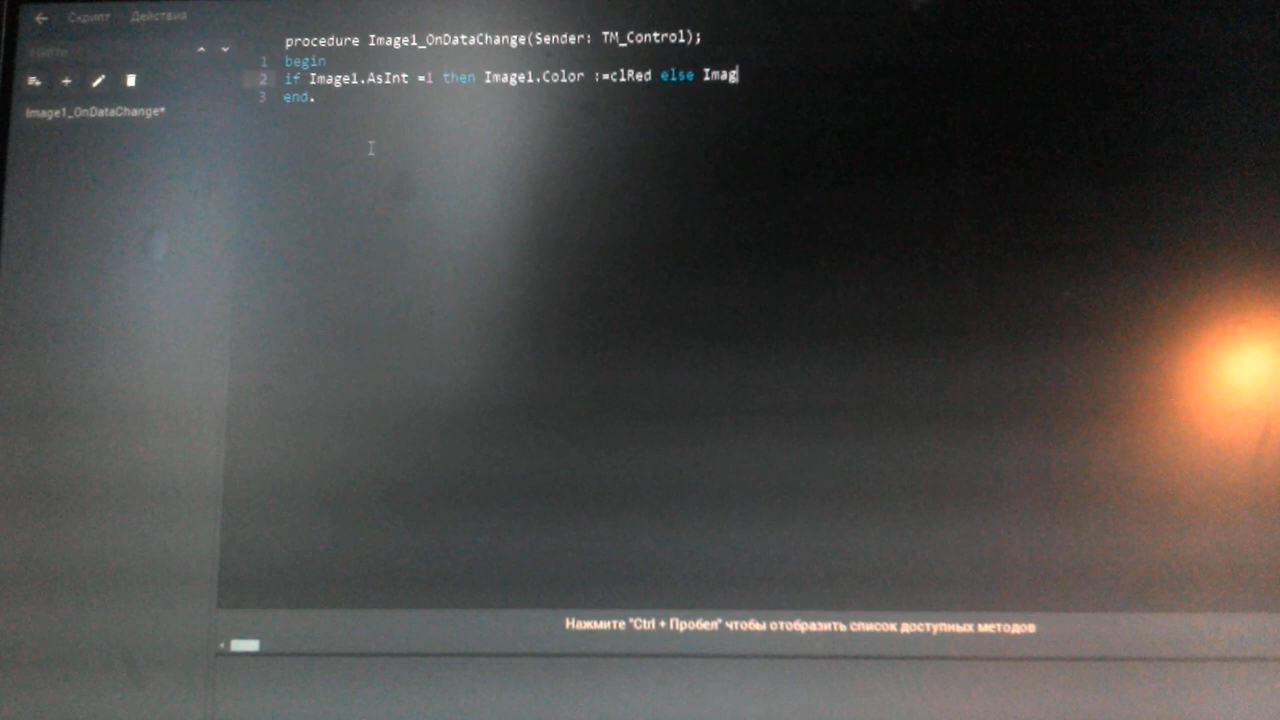 Скрипт Действия
Найти
procedure Image1_OnDataChange(Sender: TM_Control);
1 begin
2 if Image1.AsInt =1 then Image1.Color :=clRed else Imag
3 end.
Image1_OnDataChange*
Нажмите "Ctrl + Пробел" чтобы отобразить список доступных методов